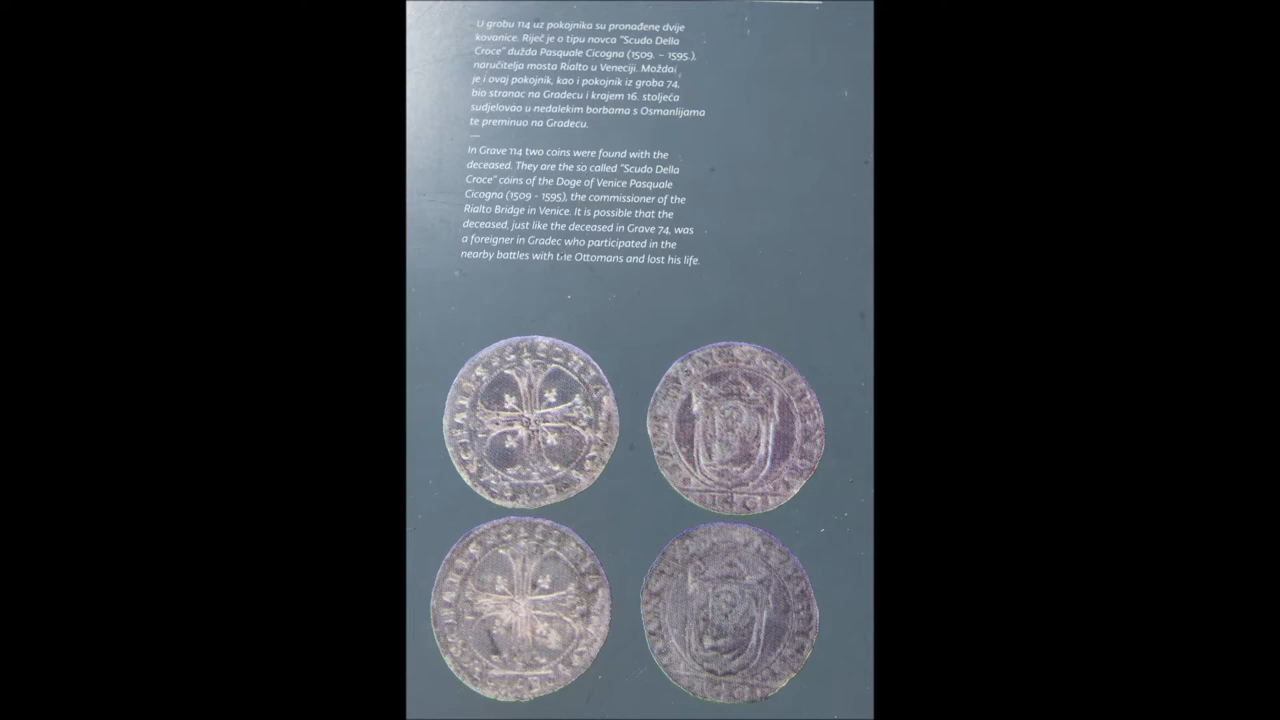 U grobu 114 uz pokojnika su pronađene dvije
kovanice. Riječ je o tipu novca "Scudo Della
Croce" dužda Pasquale Cicogna (1509. – 1595.),
naručitelja mosta Rialto u Veneciji. Možda
je i ovaj pokojnik, kao i pokojnik iz groba 74,
bio stranac na Gradecu i krajem 16. stoljeća
sudjelovao u nedalekim borbama s Osmanlijama
te preminuo na Gradecu.
—
In Grave 114 two coins were found with the
deceased. They are the so called "Scudo Della
Croce" coins of the Doge of Venice Pasquale
Cicogna (1509 - 1595), the commissioner of the
Rialto Bridge in Venice. It is possible that the
deceased, just like the deceased in Grave 74, was
a foreigner in Gradec who participated in the
nearby battles with the Ottomans and lost his life.